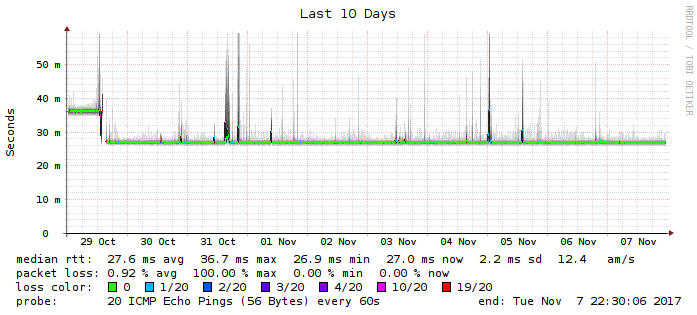 Last 10 Days
RRDTOOL / TOBI OETIKER
Seconds
50 m
40 m
30 m
20 m
10 m
0
29 Oct 30 Oct 31 Oct 01 Nov 02 Nov 03 Nov 04 Nov 05 Nov 06 Nov 07 Nov
median rtt: 27.6 ms avg 36.7 ms max 26.9 ms min 27.0 ms now 2.2 ms sd 12.4 am/s
packet loss: 0.92 % avg 100.00 % max 0.00 % min 0.00 % now
loss color: 0 1/20 2/20 3/20 4/20 10/20 19/20
probe: 20 ICMP Echo Pings (56 Bytes) every 60s end: Tue Nov 7 22:30:06 2017